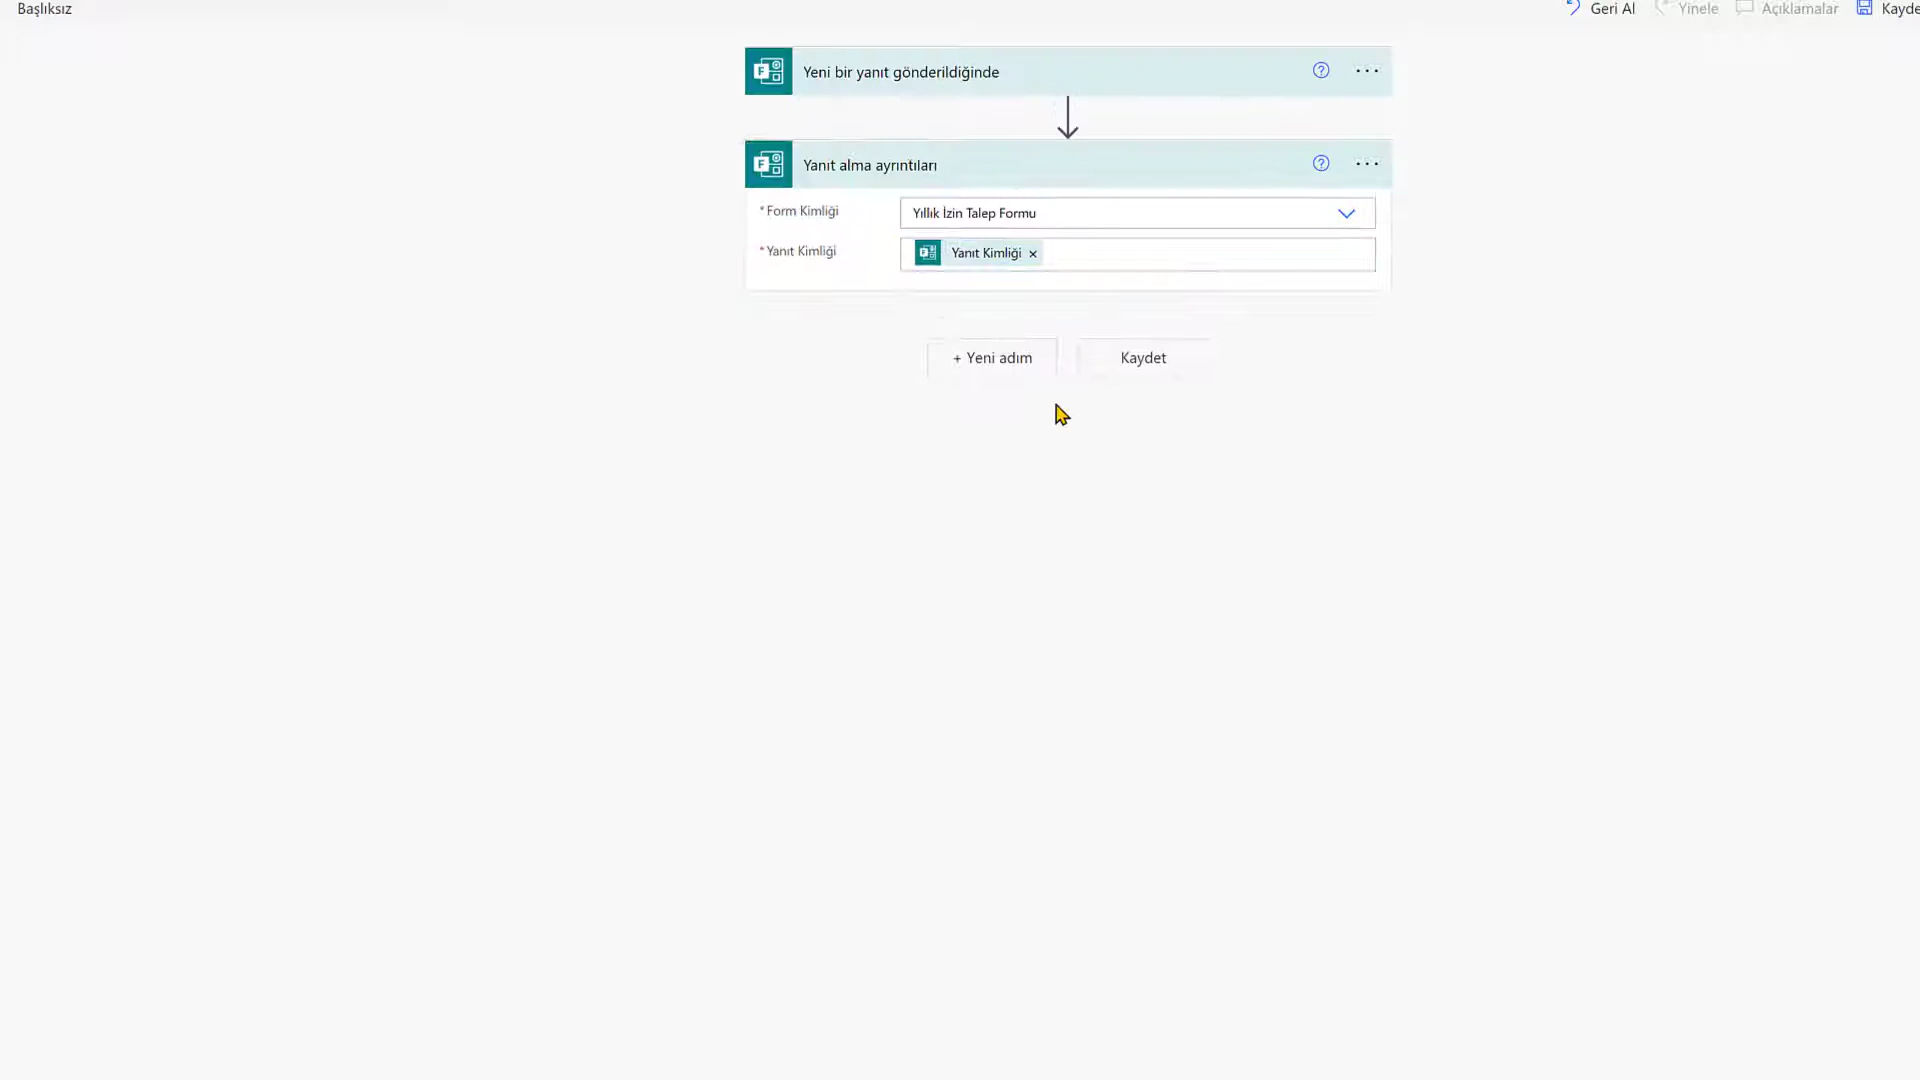 Başlıksız
Geri Al
Yinele
Açıklamalar
Kayde
Yeni bir yanıt gönderildiğinde
Yanıt alma ayrıntıları
* Form Kimliği
Yıllık İzin Talep Formu
* Yanıt Kimliği
Yanıt Kimliği ×
+ Yeni adım
Kaydet